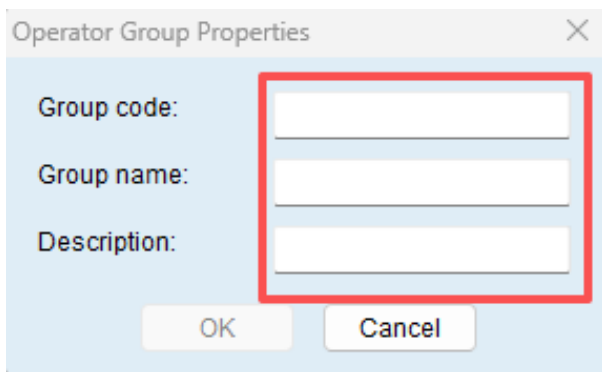 Operator Group Properties
Group code:
Group name:
Description:
OK Cancel